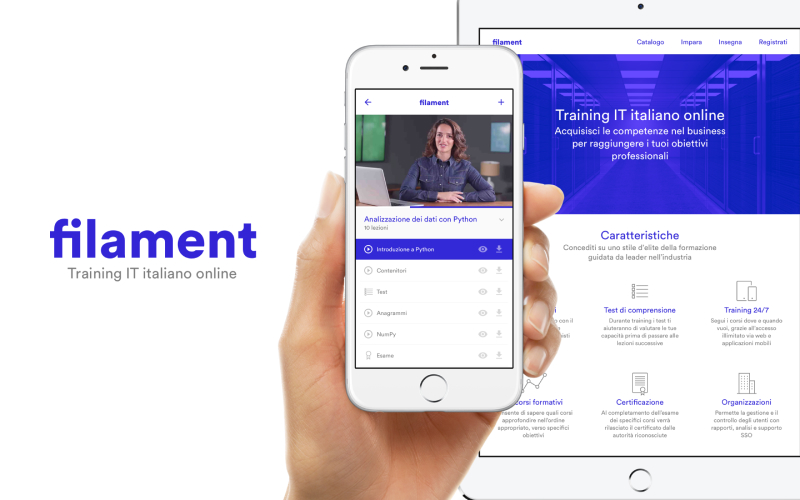 filament
Training IT italiano online
filament
Analizzazione dei dati con Python
10 lezioni
Introduzione a Python
Contenitori
Test
Anagrammi
NumPy
Esame
filament
Catalogo
Impara
Insegna
Registrati
Training IT italiano online
Acquisisci le competenze nel business
per raggiungere i tuoi obiettivi
professionali
Caratteristiche
Concediti su uno stile d'elite della formazione
guidata da leader nell'industria
con il
Test di comprensione
Durante training i test ti
aiuteranno di valutare le tue
capacità prima di passare alle
lezioni successive
Training 24/7
Segui i corsi dove a quando
vuoi, grazie all'accesso
illimitato via web a
applicazioni mobili
corsi formativi
di sapere quali corsi
approfondire nell'ordine
appropriato, verso specifici
obiettivi
Certificazione
Al completamento dell'esame
dei specifici corsi verrà
rilasciato il certificato dalle
autorità riconosciute
Organizzazioni
Permette la gestione e il
controllo degli utenti con
rapporti, analisi e supporto
SSO